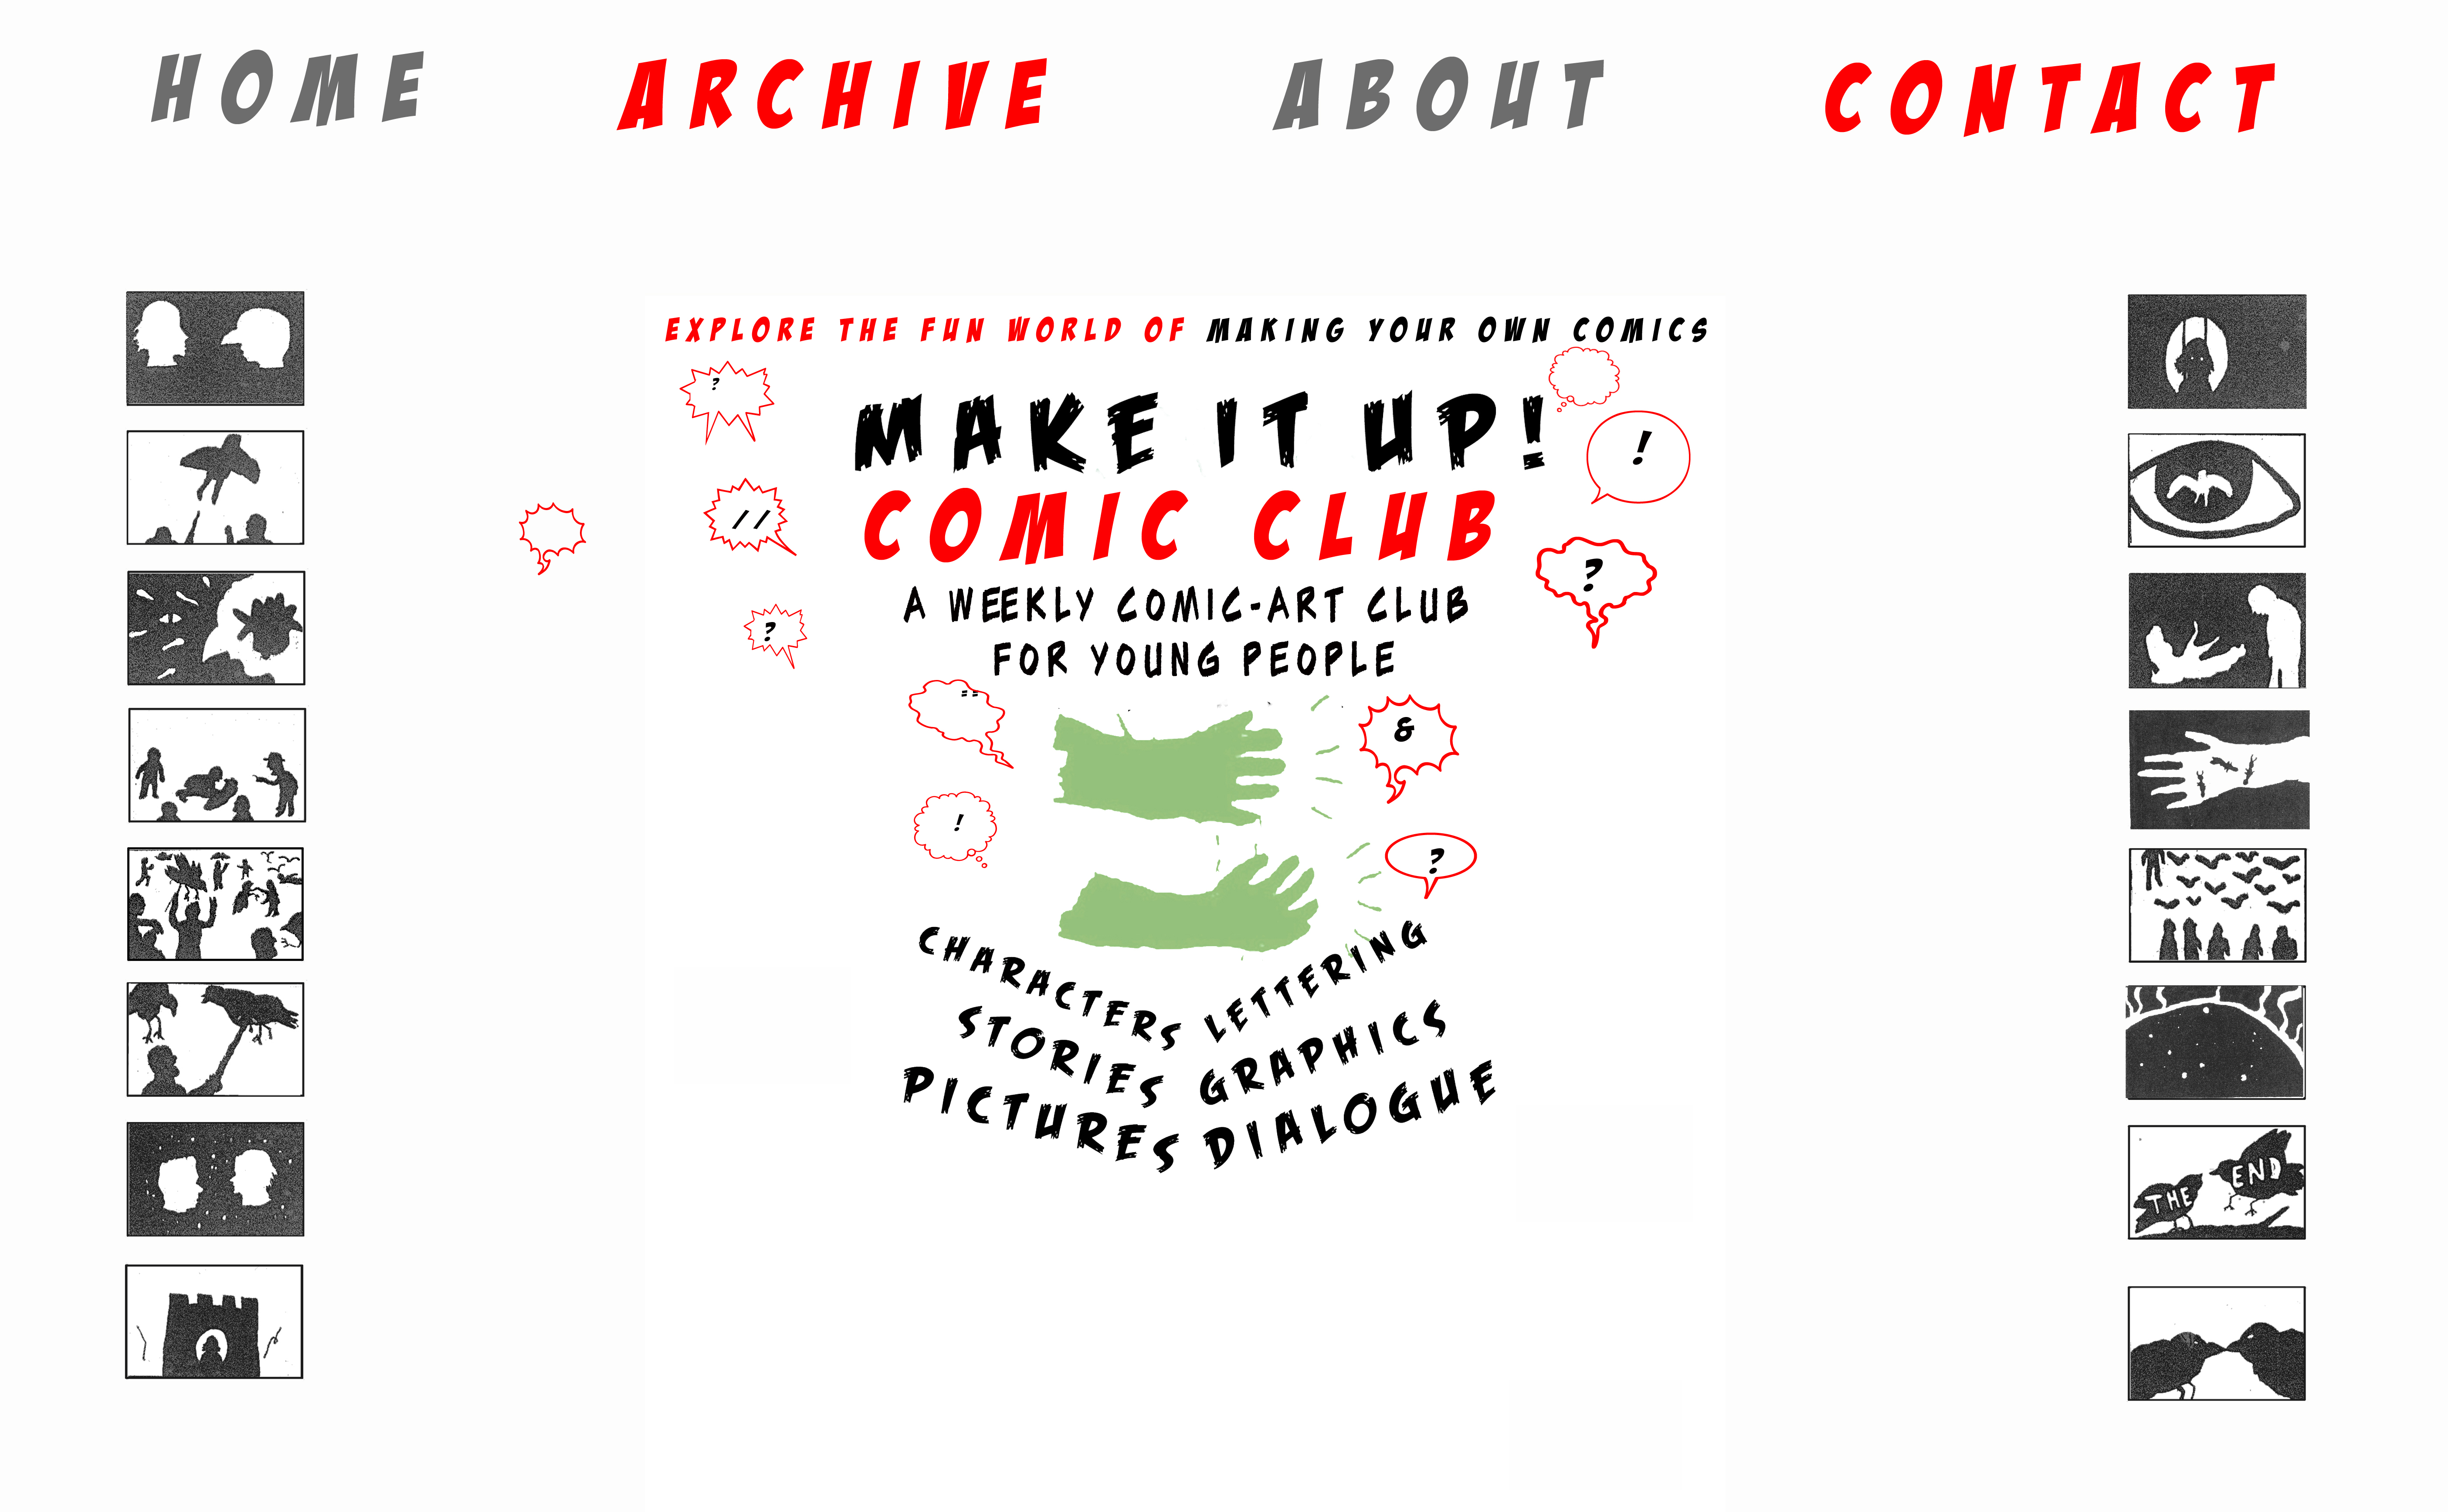 HOME ARCHIVE ABOUT CONTACT
EXPLORE THE FUN WORLD OF MAKING YOUR OWN COMICS
?
MAKE IT UP!
!
//
COMIC CLUB
?
A WEEKLY COMIC-ART CLUB
?
FOR YOUNG PEOPLE
&
!
?
CHARACTERS LETTERING
STORIES GRAPHICS
PICTURES DIALOGUE
THE END